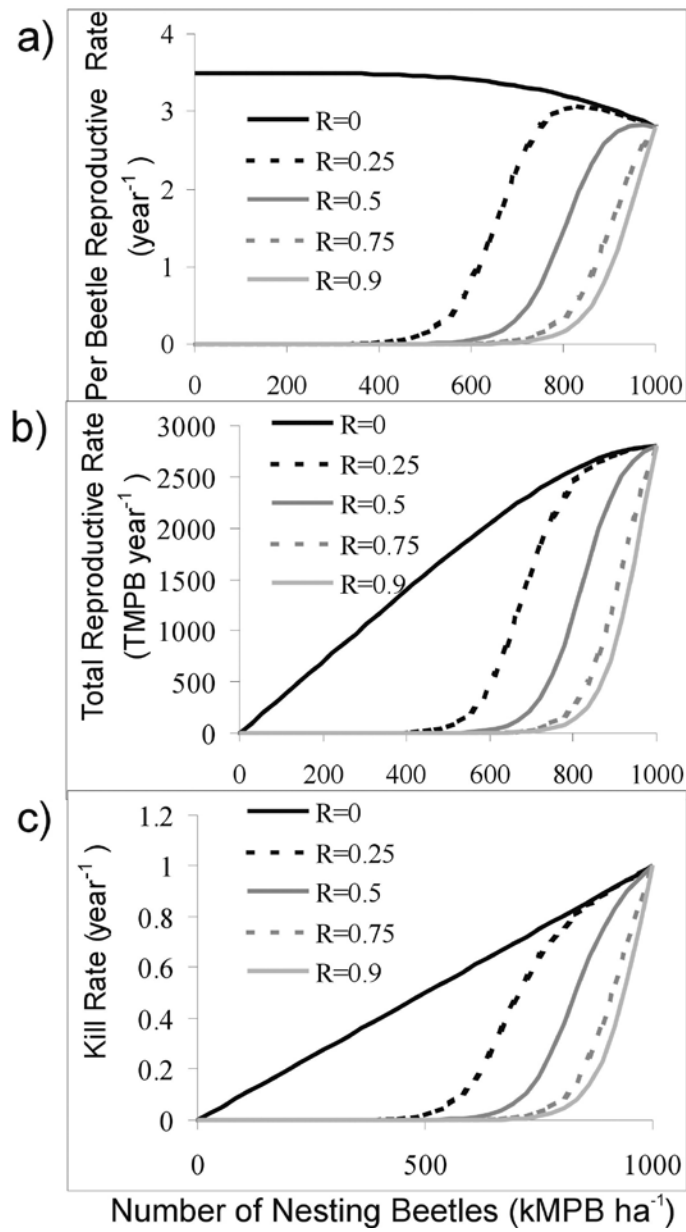 a)
Per Beetle Reproductive Rate
(year⁻¹)
4
3
2
1
0
R=0
R=0.25
R=0.5
R=0.75
R=0.9
0 200 400 600 800 1000
b)
Total Reproductive Rate
(TMPB year⁻¹)
3000
2500
2000
1500
1000
500
0
R=0
R=0.25
R=0.5
R=0.75
R=0.9
0 200 400 600 800 1000
c)
Kill Rate (year⁻¹)
1.2
1
0.8
0.6
0.4
0.2
0
R=0
R=0.25
R=0.5
R=0.75
R=0.9
0 500 1000
Number of Nesting Beetles (kMPB ha⁻¹)